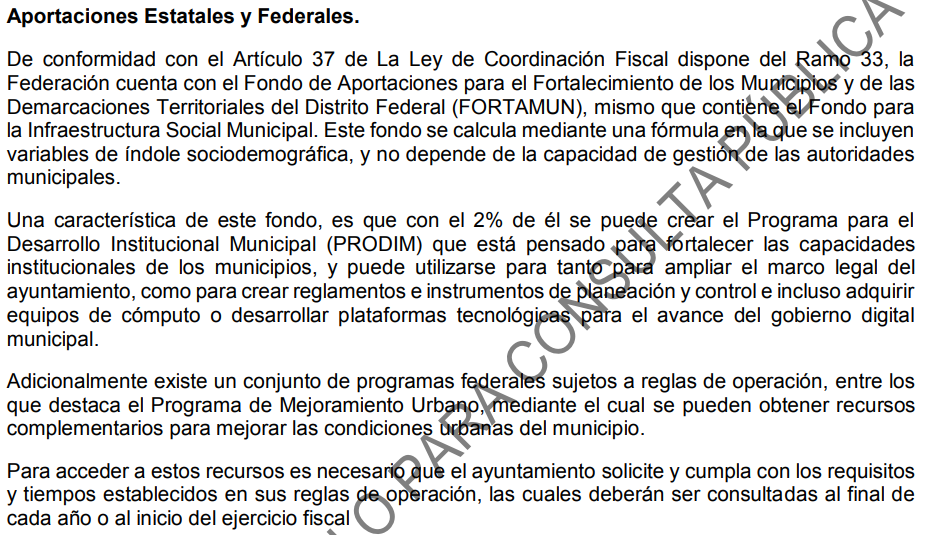 Aportaciones Estatales y Federales.
De conformidad con el Artículo 37 de La Ley de Coordinación Fiscal dispone del Ramo 33, la
Federación cuenta con el Fondo de Aportaciones para el Fortalecimiento de los Municipios y de las
Demarcaciones Territoriales del Distrito Federal (FORTAMUN), mismo que contiene el Fondo para
la Infraestructura Social Municipal. Este fondo se calcula mediante una fórmula en la que se incluyen
variables de índole sociodemográfica, y no depende de la capacidad de gestión de las autoridades
municipales.
Una característica de este fondo, es que con el 2% de él se puede crear el Programa para el
Desarrollo Institucional Municipal (PRODIM) que está pensado para fortalecer las capacidades
institucionales de los municipios, y puede utilizarse para tanto para ampliar el marco legal del
ayuntamiento, como para crear reglamentos e instrumentos de planeación y control e incluso adquirir
equipos de cómputo o desarrollar plataformas tecnológicas para el avance del gobierno digital
municipal.
Adicionalmente existe un conjunto de programas federales sujetos a reglas de operación, entre los
que destaca el Programa de Mejoramiento Urbano, mediante el cual se pueden obtener recursos
complementarios para mejorar las condiciones urbanas del municipio.
Para acceder a estos recursos es necesario que el ayuntamiento solicite y cumpla con los requisitos
y tiempos establecidos en sus reglas de operación, las cuales deberán ser consultadas al final de
cada año o al inicio del ejercicio fiscal
O PARA CONSULTA PÚBLICA